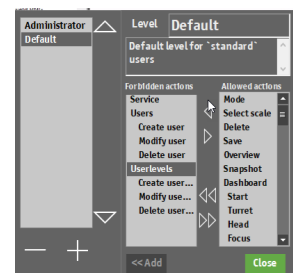 Administrator
Default
Level Default
Default level for `standard`
users
Forbidden actions
Service
Users
Create user
Modify user
Delete user
Userlevels
Create user...
Modify use...
Delete user...
Allowed actions
Mode
Select scale
Delete
Save
Overview
Snapshot
Dashboard
Start
Turret
Head
Focus
<< Add
Close